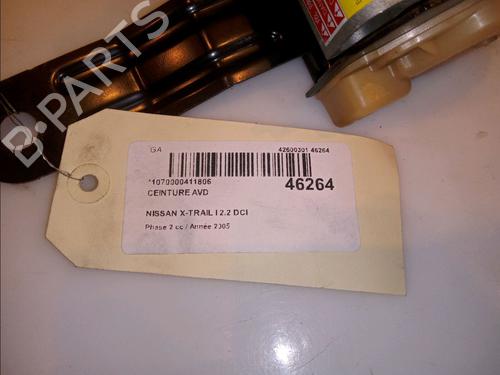 B-PARTS
GA 42600301 46264
*1070000411806 46264
CEINTURE AVD
NISSAN X-TRAIL I 2.2 DCI
Phase 2 cc / Année 2005